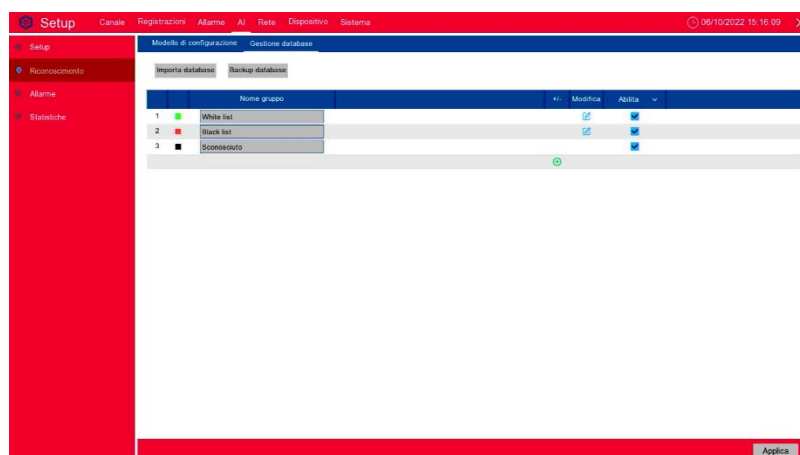 Setup Canale Registrazioni Allarme AI Rete Dispositivo Sistema 06/10/2022 15:16:09
Setup
Riconoscimento
Allarme
Statistiche
Modello di configurazione Gestione database
Importa database Backup database
Nome gruppo +/- Modifica Abilita
1 White list
2 Black list
3 Sconosciuto
Applica